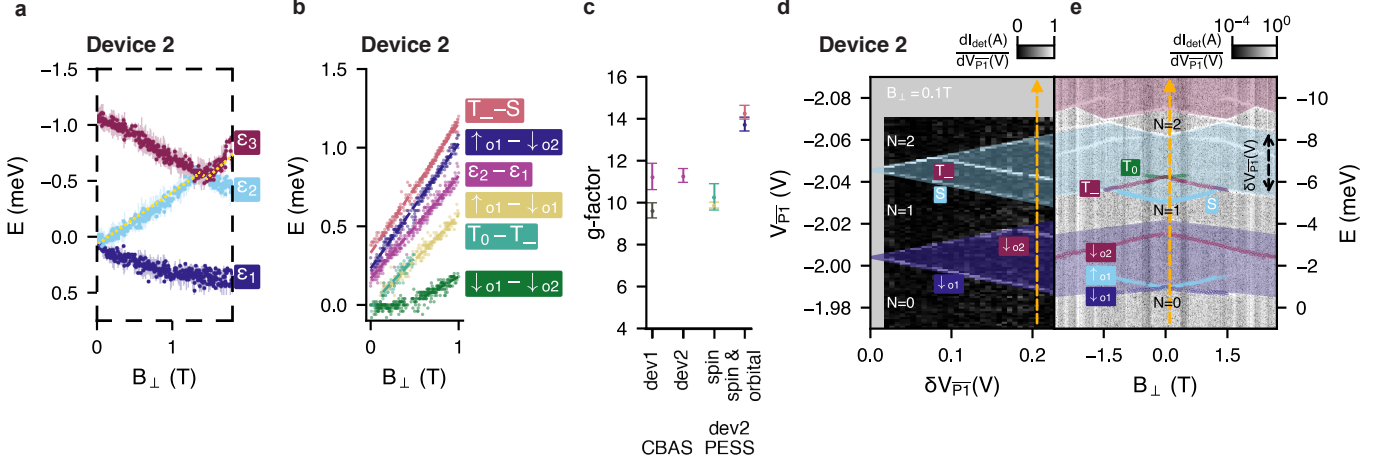 a
Device 2
−1.5
−1.0
−0.5
0.0
0.5
E (meV)
ε3
ε2
ε1
0
1
B⊥ (T)
b
Device 2
1.5
1.0
0.5
0.0
E (meV)
T_−S
↑o1−↓o2
ε2−ε1
↑o1−↓o1
T0−T_
↓o1−↓o2
0
1
B⊥ (T)
c
16
14
12
10
8
6
4
g-factor
dev1
dev2
spin
spin &
orbital
CBAS
dev2
PESS
d
Device 2
0 1
dIdet(A)
dVP1(V)
B⊥=0.1T
−2.08
−2.06
−2.04
−2.02
−2.00
−1.98
VP1 (V)
N=2
T_
S
N=1
↓o2
↓o1
N=0
0.0
0.1
0.2
δVP1(V)
e
10−4 100
dIdet(A)
dVP1(V)
N=2
T0
T_
S
N=1
↓o2
↑o1
↓o1
N=0
δVP1(V)
−10
−8
−6
−4
−2
0
E (meV)
−1.5
0.0
1.5
B⊥ (T)